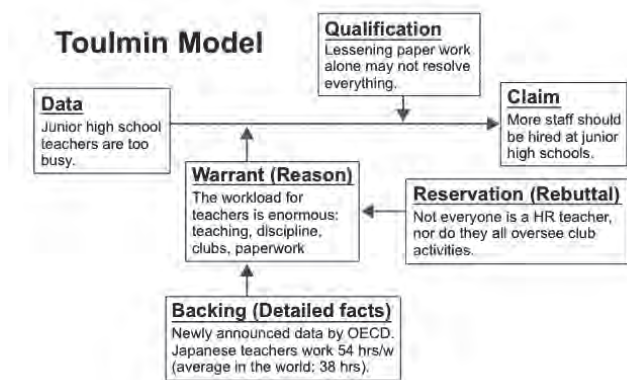 Toulmin Model
Qualification
Lessening paper work
alone may not resolve
everything.
Data
Junior high school
teachers are too
busy.
Claim
More staff should
be hired at junior
high schools.
Warrant (Reason)
The workload for
teachers is enormous:
teaching, discipline,
clubs, paperwork
Reservation (Rebuttal)
Not everyone is a HR teacher,
nor do they all oversee club
activities.
Backing (Detailed facts)
Newly announced data by OECD.
Japanese teachers work 54 hrs/w
(average in the world: 38 hrs).